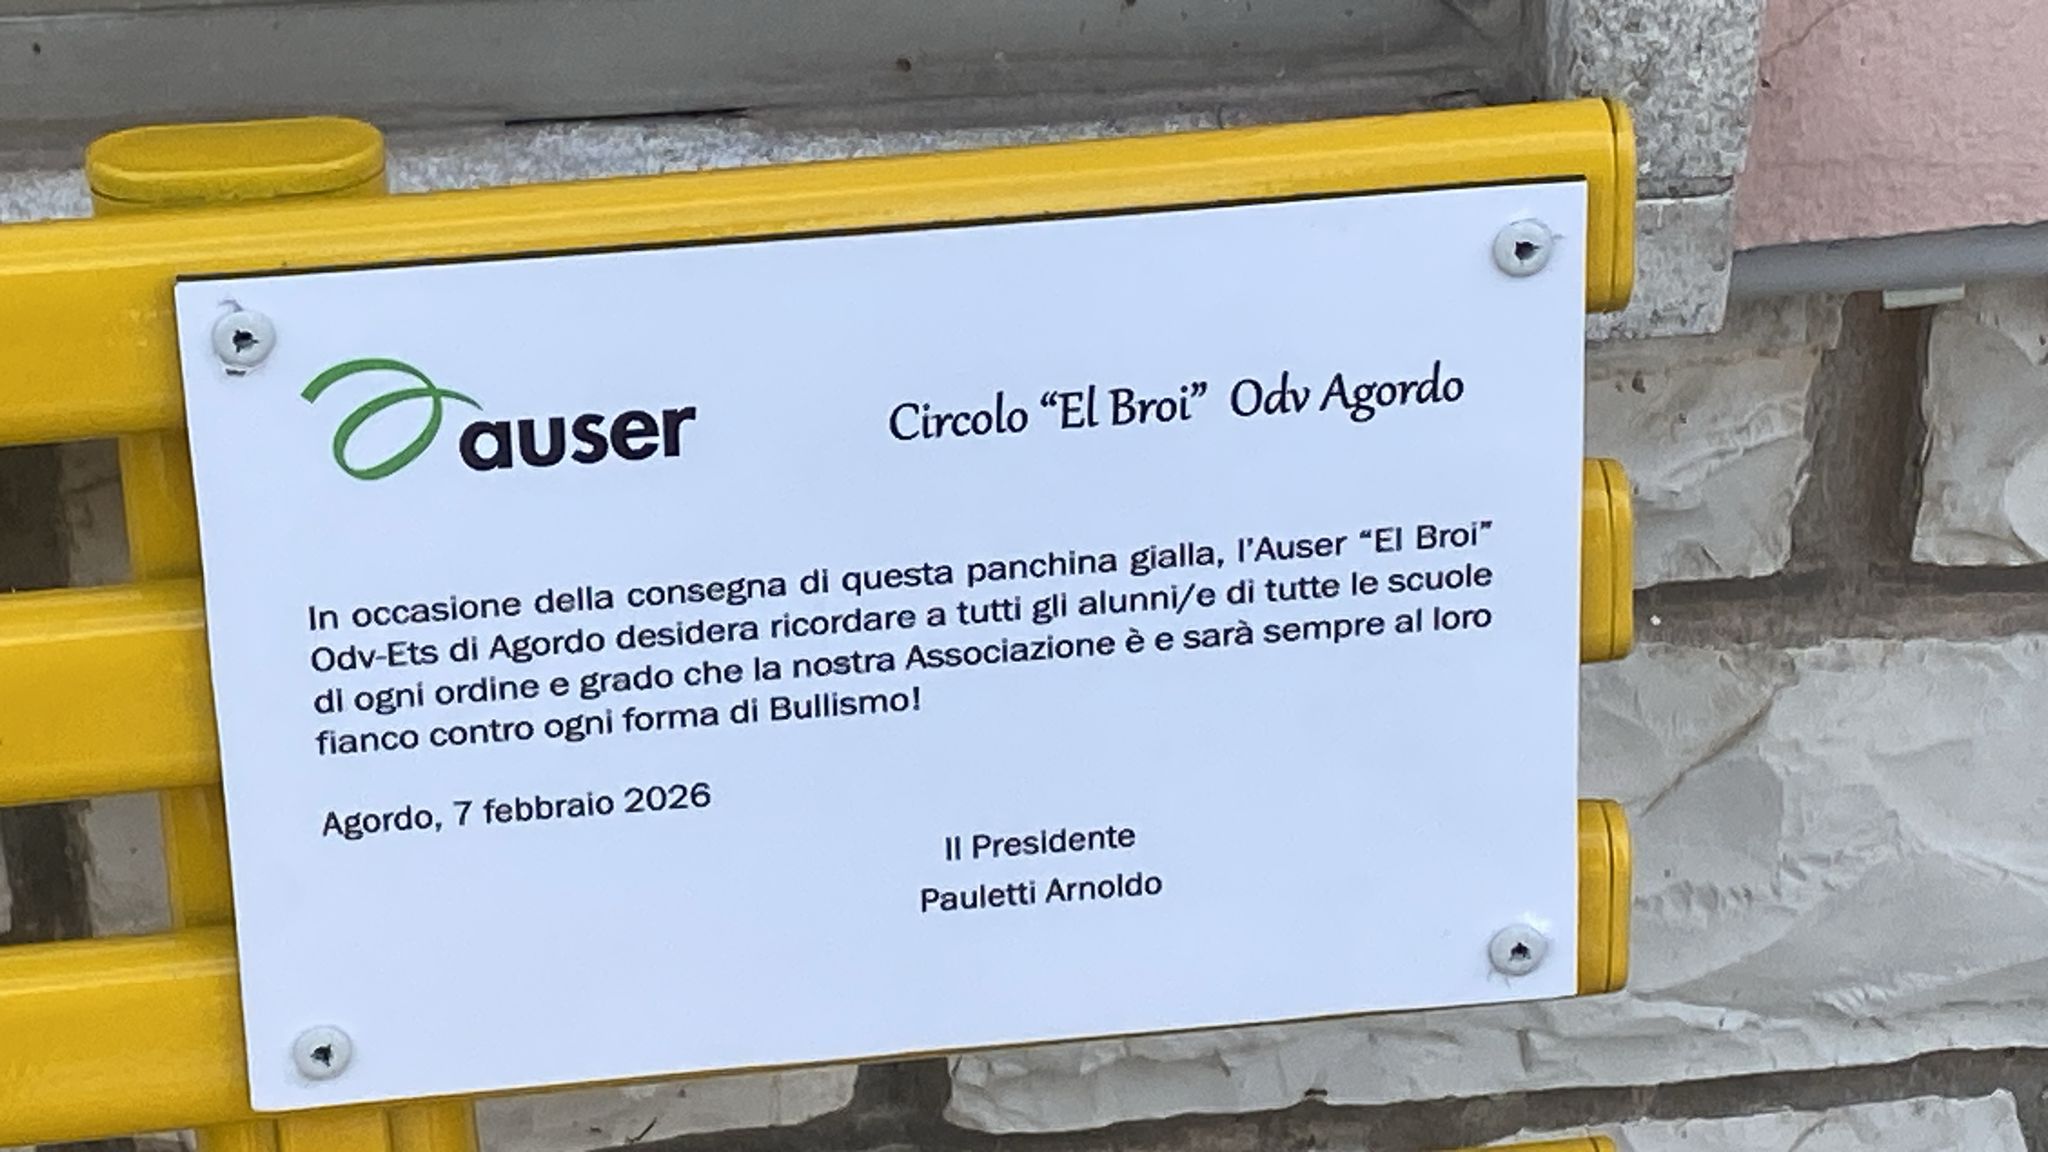 auser
Circolo “El Broi” Odv Agordo
In occasione della consegna di questa panchina gialla, l’Auser “El Broi”
Odv-Ets di Agordo desidera ricordare a tutti gli alunni/e di tutte le scuole
di ogni ordine e grado che la nostra Associazione è e sarà sempre al loro
fianco contro ogni forma di Bullismo!
Agordo, 7 febbraio 2026
Il Presidente
Pauletti Arnoldo